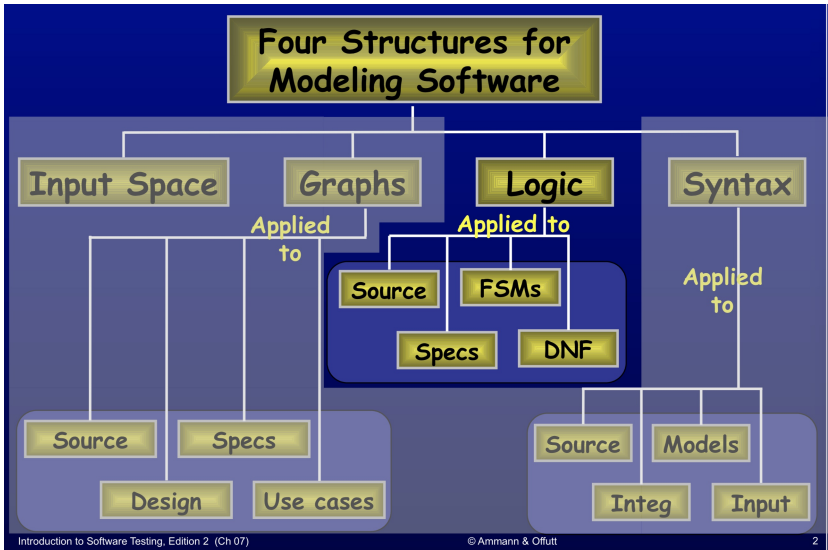 Four Structures for
Modeling Software
Input Space
Graphs
Logic
Syntax
Applied
to
Applied to
Applied
to
Source
FSMs
Specs
DNF
Source
Specs
Design
Use cases
Source
Models
Integ
Input
Introduction to Software Testing, Edition 2 (Ch 07)
© Ammann & Offutt
2